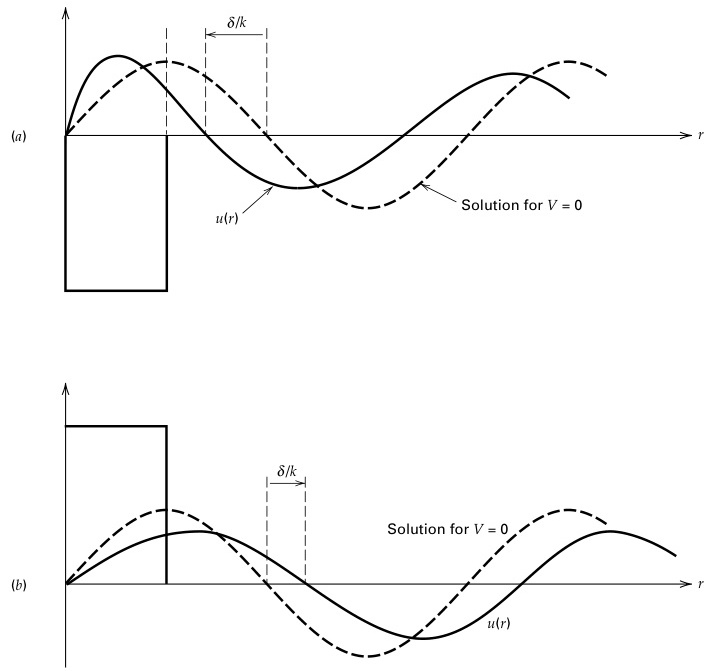 δ/k
(a)
r
u(r)
Solution for V = 0
δ/k
Solution for V = 0
(b)
r
u(r)